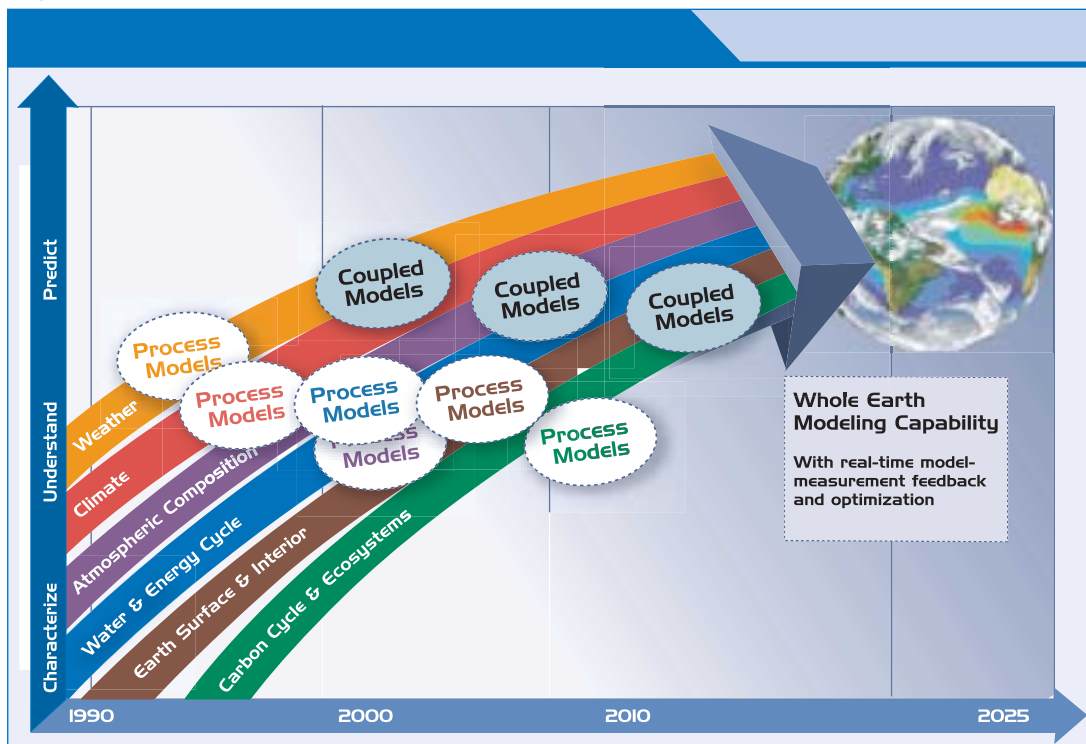 Predict
Understand
Characterize
Coupled
Models
Coupled
Models
Coupled
Models
Process
Models
Process
Models
Process
Models
Process
Models
Process
Models
Process
Models
Weather
Climate
Atmospheric Composition
Water & Energy Cycle
Earth Surface & Interior
Carbon Cycle & Ecosystems
Whole Earth
Modeling Capability
With real-time model-
measurement feedback
and optimization
1990
2000
2010
2025